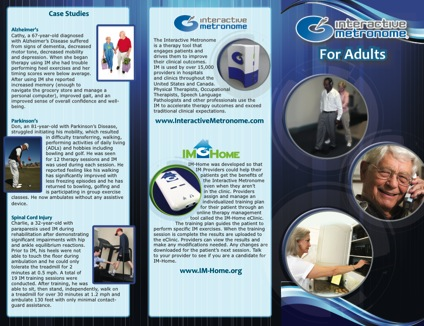 Case Studies
Alzheimer's
Cathy, a 67-year-old diagnosed
with Alzheimer's Disease suffered
from signs of dementia, decreased
motor tones, decreased mobility
and depression. When she began
therapy using IM she had trouble
performing heel exercises and her
timing scores were below average.
After using IM she reported
increased memory (enough to
navigate the grocery store and manage a
personal computer), improved gait, and an
improved sense of overall confidence and well-
being.
Parkinson's
Don, an 81-year-old with Parkinson's Disease,
struggled initiating his mobility, which resulted
in difficulty transferring, walking,
performing activities of daily living
(ADLs) and hobbies including
bowling and golf. He was seen
for 12 therapy sessions and IM
was used during each session. He
reported feeling like his walking
has significantly improved with
less freezing episodes and he has
returned to bowling, golfing and
is participating in group exercise
classes. He now ambulates without any assistive
device.
Spinal Cord Injury
Charlie, a 32-year-old with
paraparesis used IM during
rehabilitation after demonstrating
significant impairments with hip
and ankle equilibrium reactions.
Prior to IM, his heels were not
able to touch the floor during
ambulation and he could only
tolerate the treadmill for 2
minutes at 0.5 mph. A total of
19 IM training sessions were
conducted. After training, he was
able to sit, then stand, independently, walk on
a treadmill for over 30 minutes at 1.2 mph and
ambulate 130 feet with only minimal contact-
guard assistance.
interactive
metronome
The Interactive Metronome
is a therapy tool that
engages patients and
drives them to improve
their clinical outcomes.
IM is used by over 15,000
providers in hospitals
and clinics throughout the
United States and Canada.
Physical Therapists, Occupational
Therapists, Speech Language
Pathologists and other professionals use the
IM to accelerate therapy outcomes and exceed
traditional clinical expectations.
www.InteractiveMetronome.com
IM-Home
IM-Home was developed so that
IM Providers could help their
patients get the benefits of
the Interactive Metronome
even when they aren't
in the clinic. Providers
assign and manage an
individualized training plan
for their patient through an
online therapy management
tool called the IM-Home eClinic.
The training plan guides the patient to
perform specific IM exercises. When the training
session is complete the results are uploaded to
the eClinic. Providers can view the results and
make any modifications needed. Any changes are
downloaded for the patient's next session. Talk
to your provider to see if you are a candidate for
IM-Home.
www.IM-Home.org
interactive
metronome
For Adults